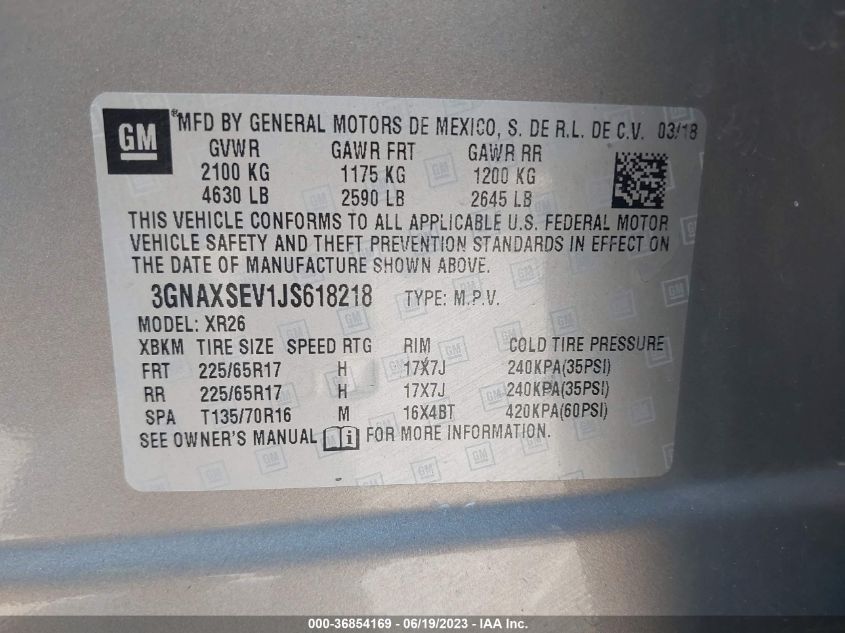 GM
®MFD BY GENERAL MOTORS DE MEXICO, S. DE R.L. DE C.V. 03/18
GVWR GAWR FRT GAWR RR
2100 KG 1175 KG 1200 KG
4630 LB 2590 LB 2645 LB
THIS VEHICLE CONFORMS TO ALL APPLICABLE U.S. FEDERAL MOTOR
VEHICLE SAFETY AND THEFT PREVENTION STANDARDS IN EFFECT ON
THE DATE OF MANUFACTURE SHOWN ABOVE.
3GNAXSEV1JS618218 TYPE: M.P.V.
MODEL: XR26
XBKM TIRE SIZE SPEED RTG RIM COLD TIRE PRESSURE
FRT 225/65R17 H 17X7J 240KPA(35PSI)
RR 225/65R17 H 17X7J 240KPA(35PSI)
SPA T135/70R16 M 16X4BT 420KPA(60PSI)
SEE OWNER'S MANUAL i FOR MORE INFORMATION.
000-36854169 - 06/19/2023 - IAA Inc.